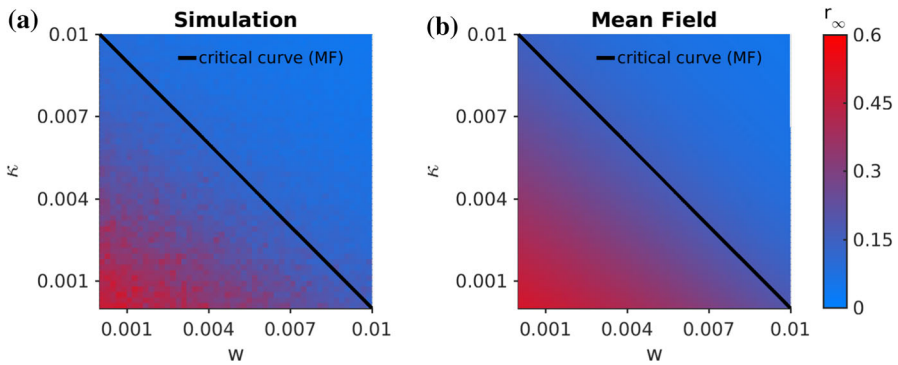 (a)
Simulation
critical curve (MF)
0.01
0.007
0.004
0.001
κ
0.001 0.004 0.007 0.01
w
(b)
Mean Field
critical curve (MF)
0.01
0.007
0.004
0.001
κ
0.001 0.004 0.007 0.01
w
r∞
0.6
0.45
0.3
0.15
0